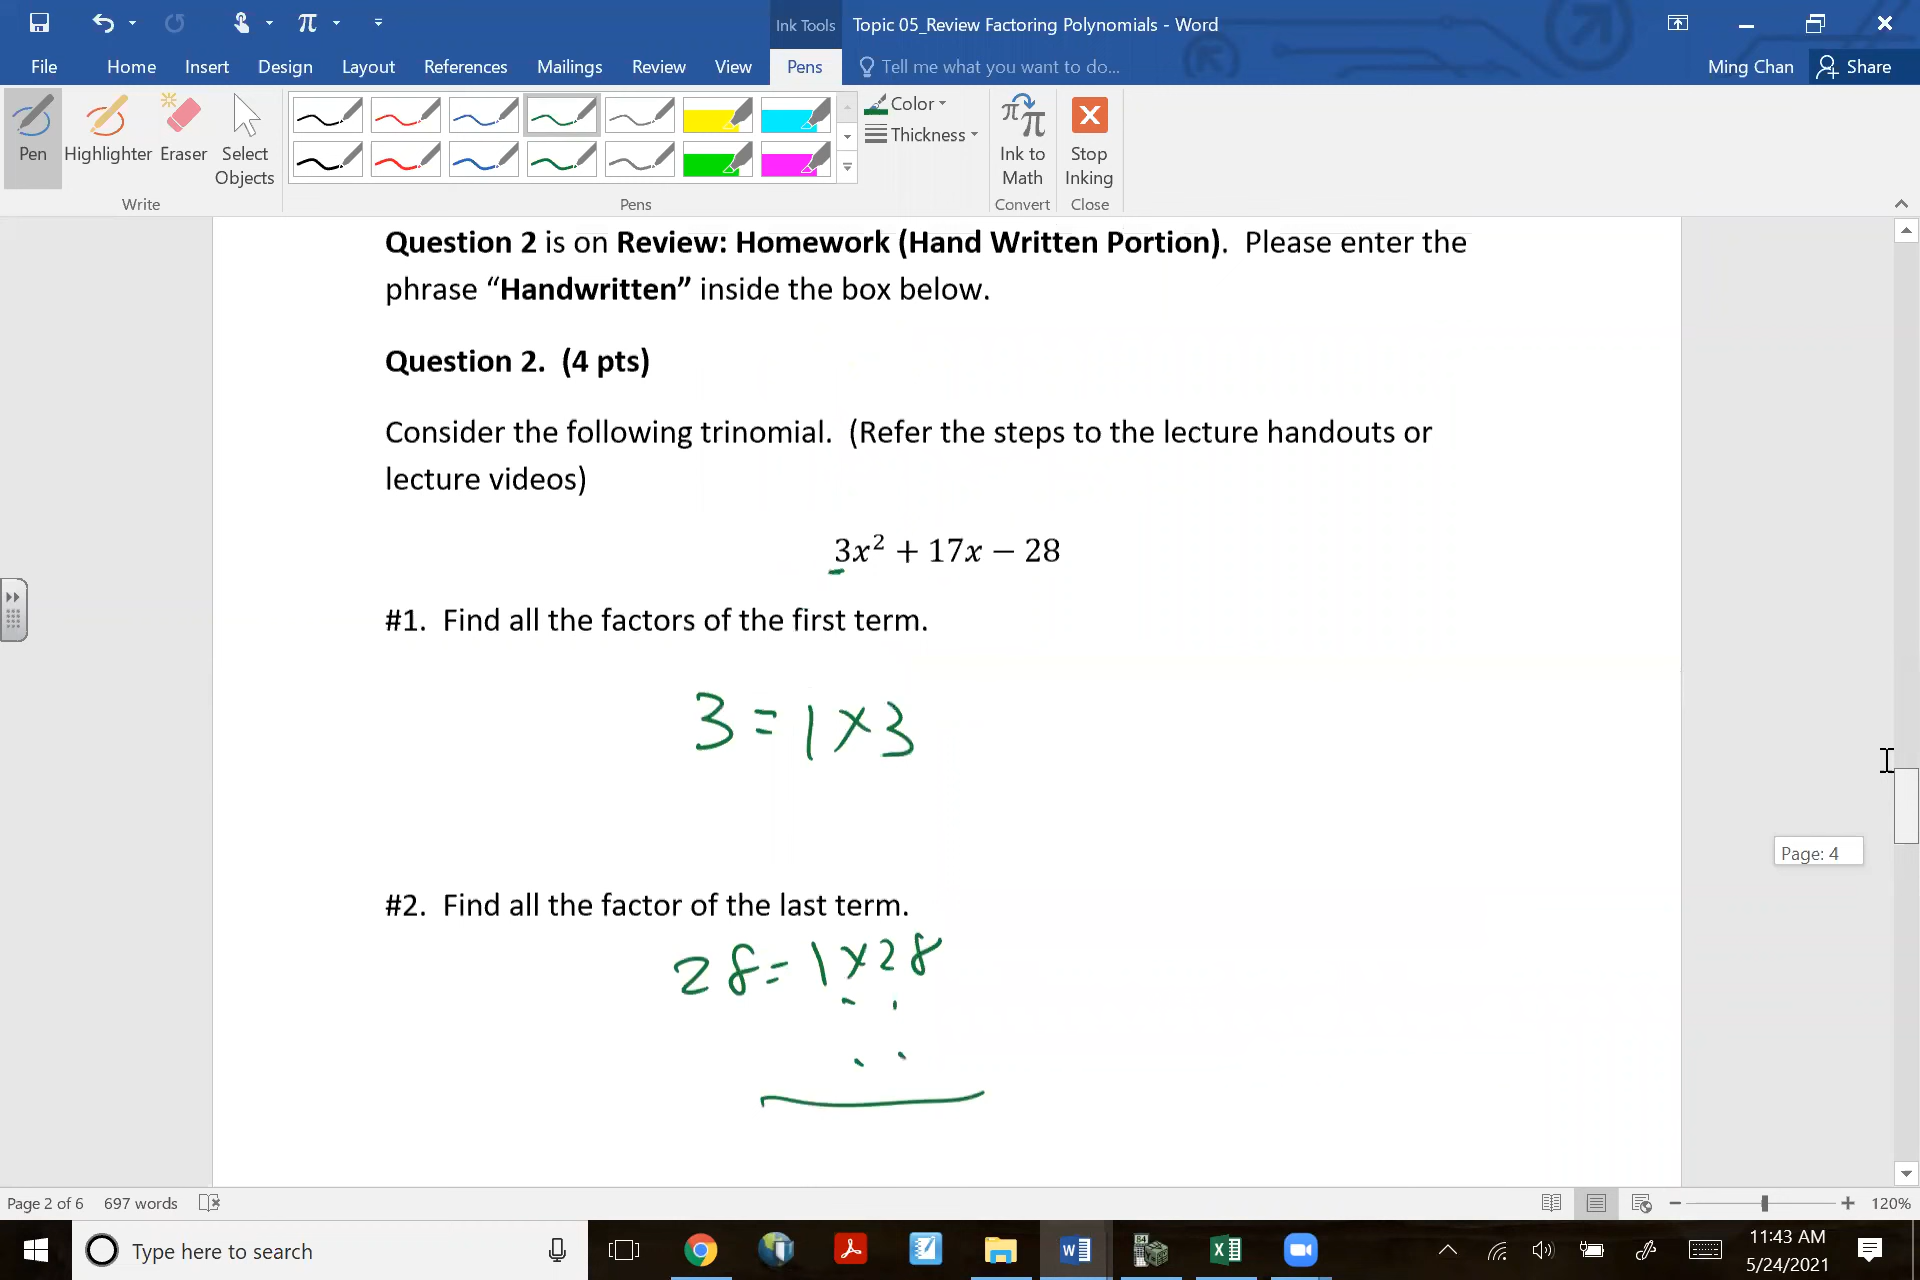 Ink Tools
Topic 05_Review Factoring Polynomials - Word
File Home Insert Design Layout References Mailings Review View Pens Tell me what you want to do... Ming Chan Share
Pen Highlighter Eraser Select Objects
Color
Thickness
Ink to Math
Stop Inking
Write Pens Convert Close
Question 2 is on Review: Homework (Hand Written Portion). Please enter the
phrase “Handwritten” inside the box below.
Question 2. (4 pts)
Consider the following trinomial. (Refer the steps to the lecture handouts or
lecture videos)
3x² + 17x − 28
#1. Find all the factors of the first term.
3 = 1 × 3
Page: 4
#2. Find all the factor of the last term.
28 = 1 × 28
Page 2 of 6 697 words 120%
Type here to search
11:43 AM
5/24/2021